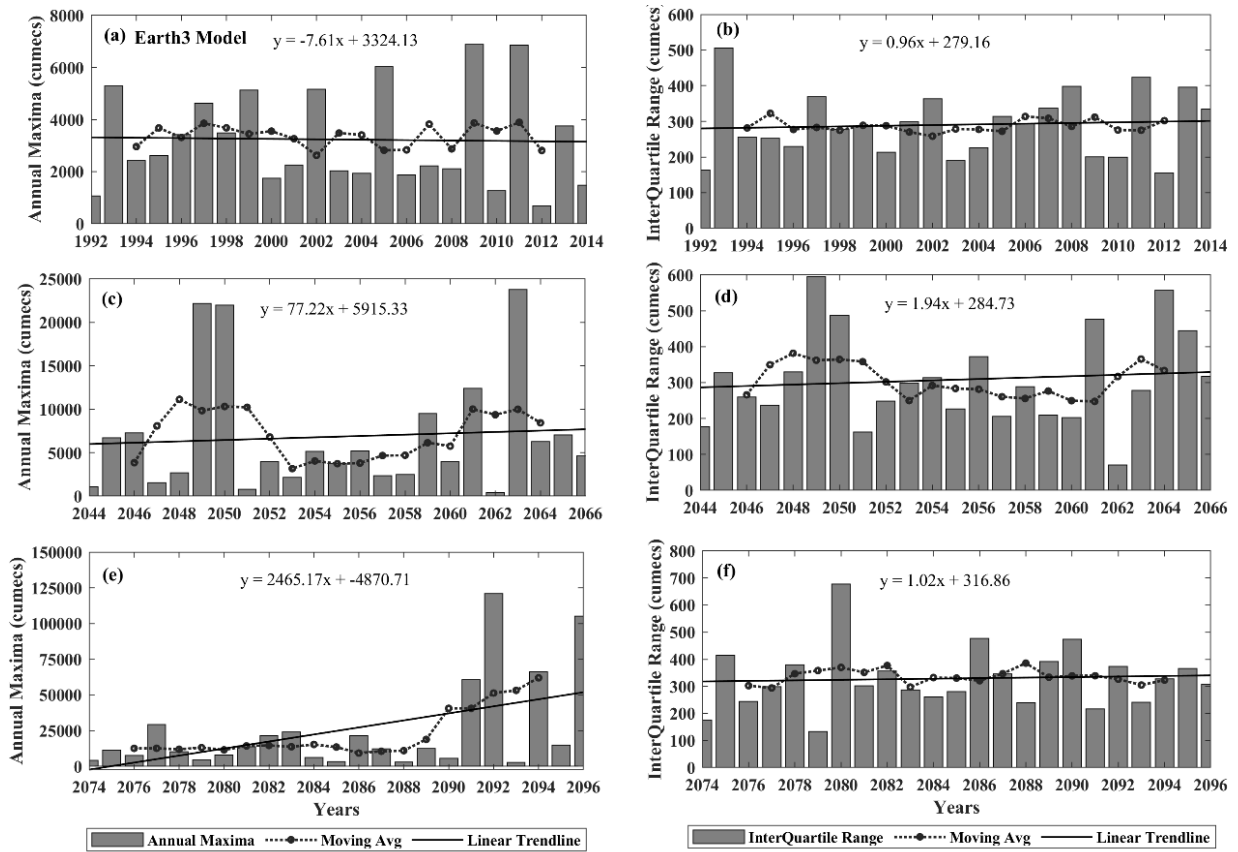 (a) Earth3 Model
y = -7.61x + 3324.13
Annual Maxima (cumecs)
8000
6000
4000
2000
0
1992 1994 1996 1998 2000 2002 2004 2006 2008 2010 2012 2014
(b)
y = 0.96x + 279.16
InterQuartile Range (cumecs)
600
500
400
300
200
100
0
1992 1994 1996 1998 2000 2002 2004 2006 2008 2010 2012 2014
(c)
y = 77.22x + 5915.33
Annual Maxima (cumecs)
25000
20000
15000
10000
5000
0
2044 2046 2048 2050 2052 2054 2056 2058 2060 2062 2064 2066
(d)
y = 1.94x + 284.73
InterQuartile Range (cumecs)
600
500
400
300
200
100
0
2044 2046 2048 2050 2052 2054 2056 2058 2060 2062 2064 2066
(e)
y = 2465.17x + -4870.71
Annual Maxima (cumecs)
150000
125000
100000
75000
50000
25000
0
2074 2076 2078 2080 2082 2084 2086 2088 2090 2092 2094 2096
Years
Annual Maxima Moving Avg Linear Trendline
(f)
y = 1.02x + 316.86
InterQuartile Range (cumecs)
800
700
600
500
400
300
200
100
0
2074 2076 2078 2080 2082 2084 2086 2088 2090 2092 2094 2096
Years
InterQuartile Range Moving Avg Linear Trendline